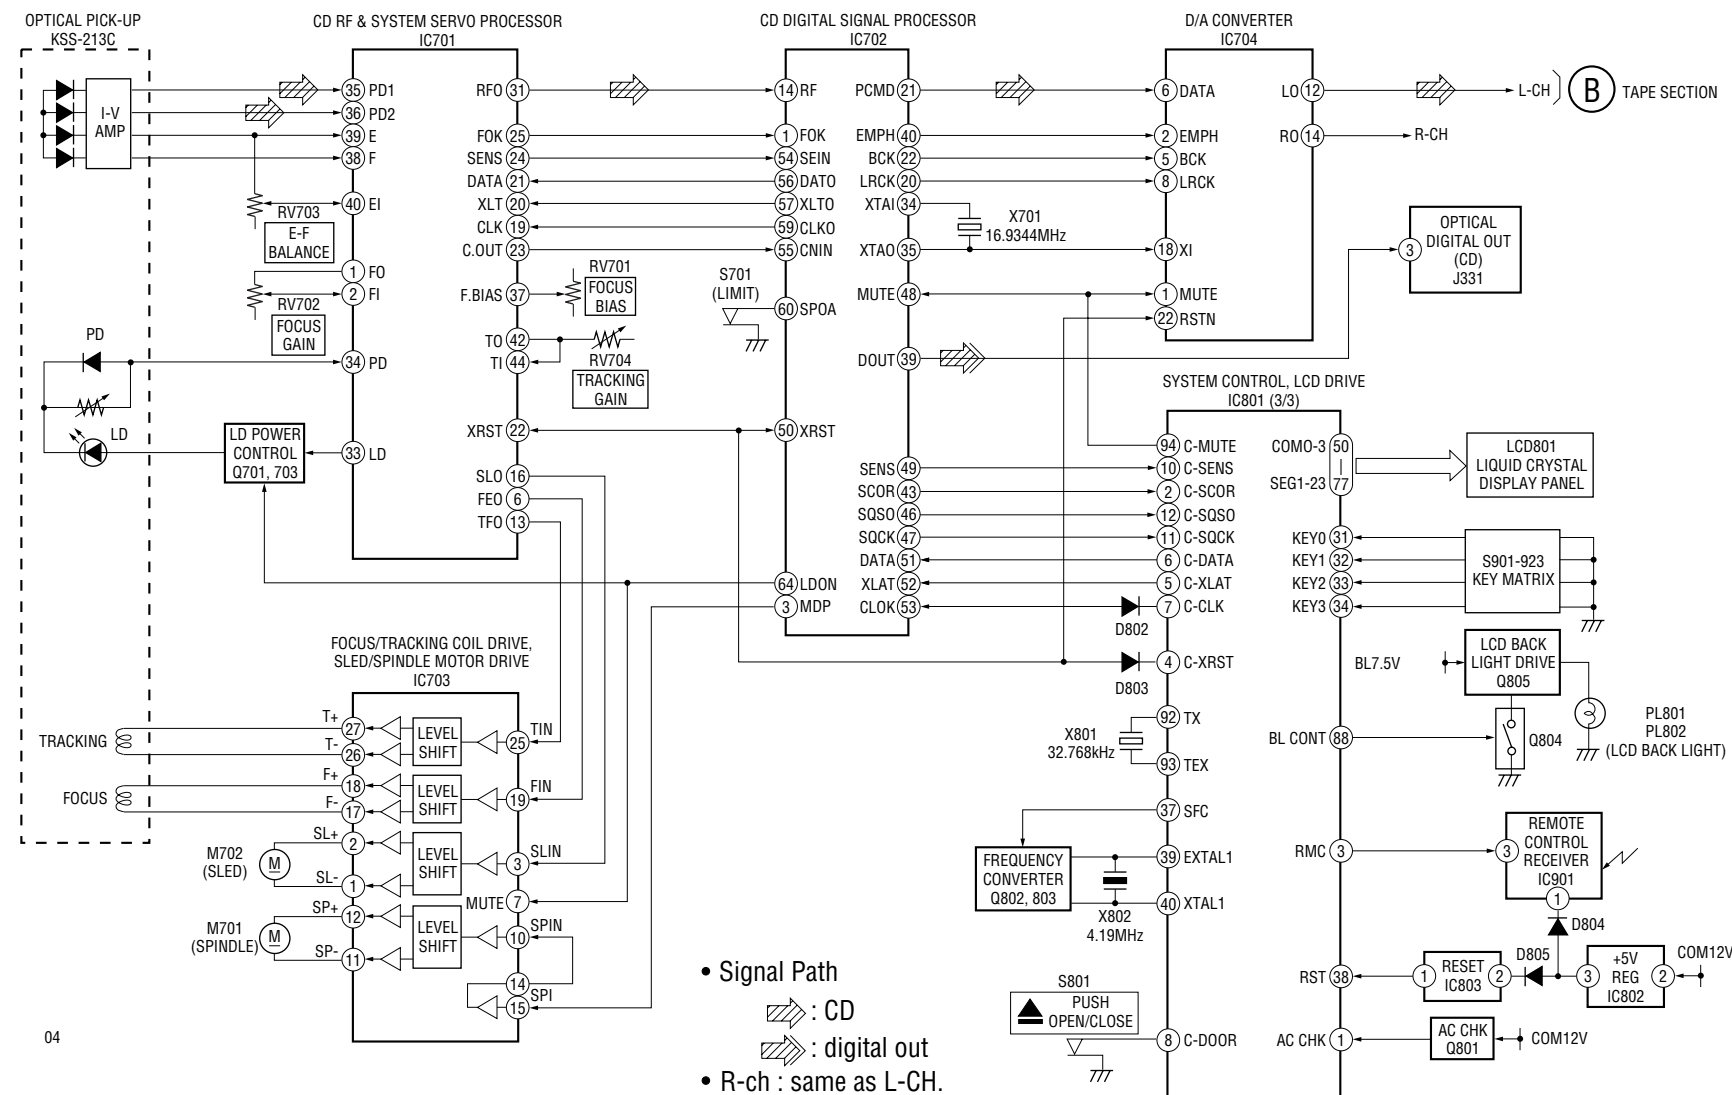 OPTICAL PICK-UP
KSS-213C
I-V
AMP
PD
LD
TRACKING
FOCUS
CD RF & SYSTEM SERVO PROCESSOR
IC701
35 PD1
36 PD2
39 E
38 F
40 EI
1 FO
2 FI
34 PD
33 LD
RV703
E-F
BALANCE
RV702
FOCUS
GAIN
LD POWER
CONTROL
Q701, 703
RFO 31
FOK 25
SENS 24
DATA 21
XLT 20
CLK 19
C.OUT 23
F.BIAS 37
TO 42
TI 44
XRST 22
SLO 16
FEO 6
TFO 13
RV701
FOCUS
BIAS
RV704
TRACKING
GAIN
CD DIGITAL SIGNAL PROCESSOR
IC702
14 RF
1 FOK
54 SEIN
56 DATO
57 XLTO
59 CLKO
55 CNIN
60 SPOA
50 XRST
64 LDON
3 MDP
S701
(LIMIT)
PCMD 21
EMPH 40
BCK 22
LRCK 20
XTAI 34
XTAO 35
MUTE 48
DOUT 39
SENS 49
SCOR 43
SQSO 46
SQCK 47
DATA 51
XLAT 52
CLOK 53
X701
16.9344MHz
D/A CONVERTER
IC704
6 DATA
2 EMPH
5 BCK
8 LRCK
18 XI
1 MUTE
22 RSTN
LO 12
RO 14
L-CH
R-CH
B TAPE SECTION
3
OPTICAL
DIGITAL OUT
(CD)
J331
SYSTEM CONTROL, LCD DRIVE
IC801 (3/3)
94 C-MUTE
10 C-SENS
2 C-SCOR
12 C-SQSO
11 C-SQCK
6 C-DATA
5 C-XLAT
7 C-CLK
4 C-XRST
92 TX
93 TEX
37 SFC
39 EXTAL1
40 XTAL1
8 C-DOOR
D802
D803
X801
32.768kHz
FREQUENCY
CONVERTER
Q802, 803
X802
4.19MHz
S801
PUSH
OPEN/CLOSE
COMO-3 50
SEG1-23 77
KEY0 31
KEY1 32
KEY2 33
KEY3 34
BL CONT 88
RMC 3
RST 38
AC CHK 1
LCD801
LIQUID CRYSTAL
DISPLAY PANEL
S901-923
KEY MATRIX
BL7.5V
LCD BACK
LIGHT DRIVE
Q805
Q804
PL801
PL802
(LCD BACK LIGHT)
REMOTE
CONTROL
RECEIVER
IC901
3
1
D804
D805
1 RESET 2
IC803
3 +5V 2
REG
IC802
COM12V
AC CHK
Q801
COM12V
FOCUS/TRACKING COIL DRIVE,
SLED/SPINDLE MOTOR DRIVE
IC703
T+ 27
T- 26
F+ 18
F- 17
SL+ 2
SL- 1
SP+ 12
SP- 11
LEVEL
SHIFT
LEVEL
SHIFT
LEVEL
SHIFT
LEVEL
SHIFT
25 TIN
19 FIN
3 SLIN
MUTE 7
10 SPIN
14
15 SPI
M702
(SLED)
M
M701
(SPINDLE)
M
• Signal Path
: CD
: digital out
• R-ch : same as L-CH.
04